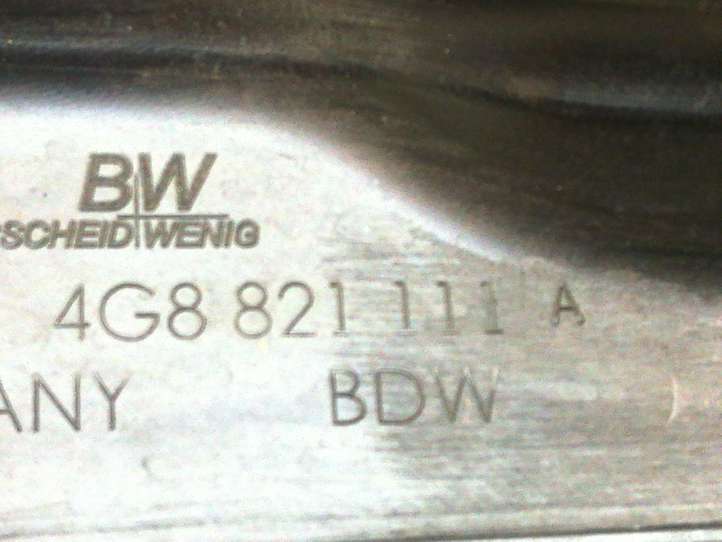 BW
SCHEID WENIG
4G8 821 111 A
ANY BDW